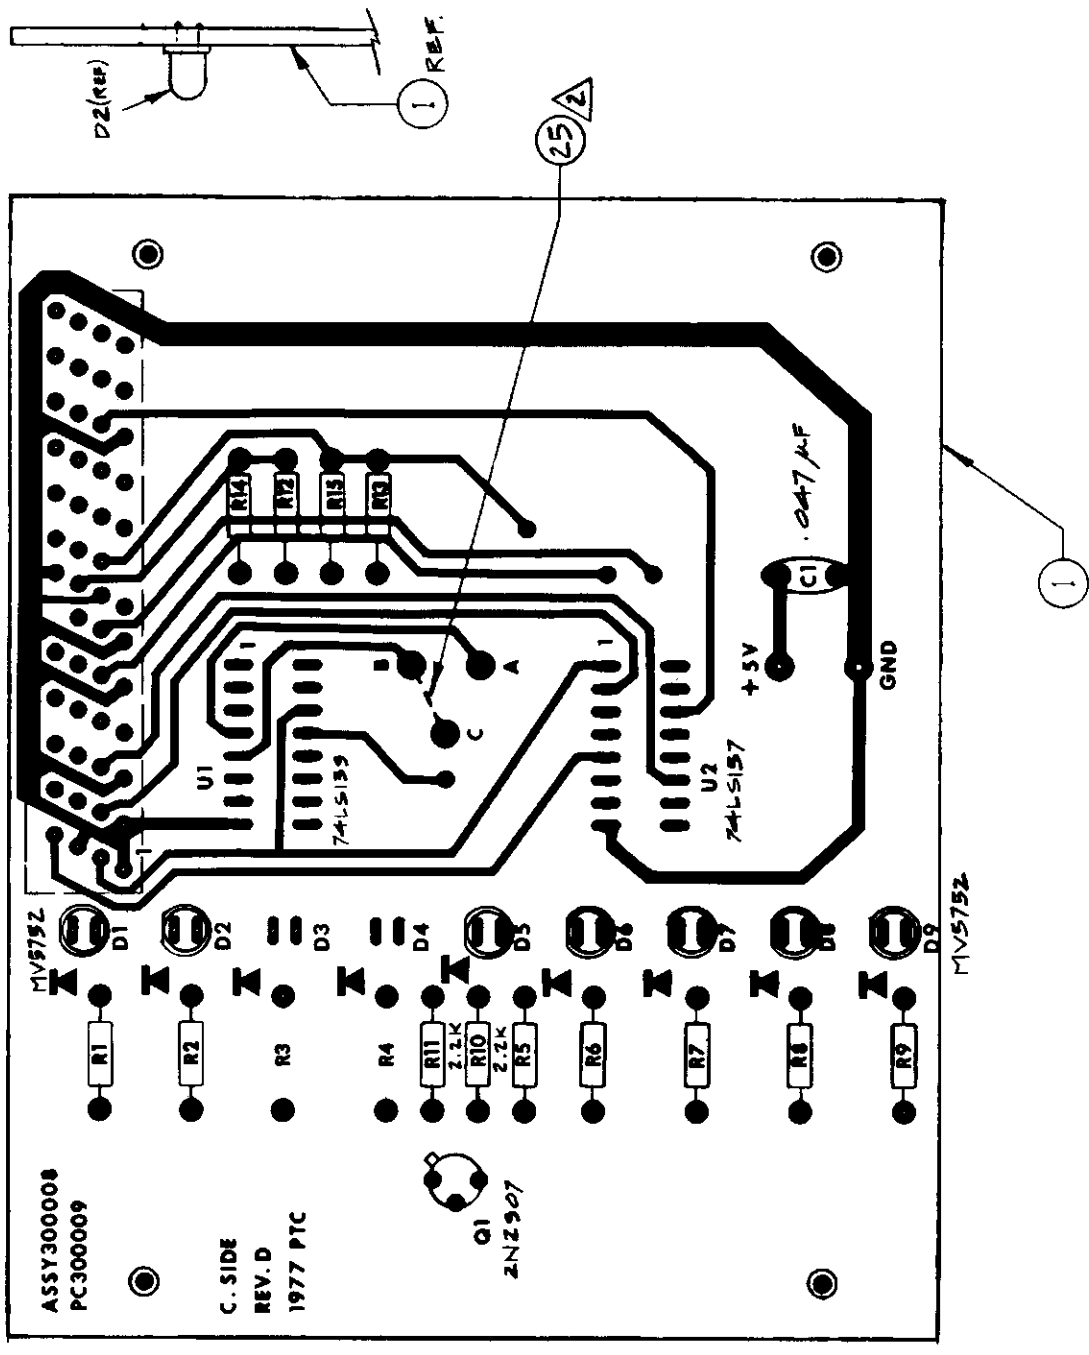 D2(REF)
1
REF.
25
2
ASSY300008
PC300009
C. SIDE
REV. D
1977 PTC
MV5752
D1
D2
D3
D4
D5
D6
D7
D8
D9
MV5752
R1
R2
R3
R4
R11
2.2K
R10
2.2K
R5
R6
R7
R8
R9
Q1
2N2907
1
U1
1
74LS139
U2
1
74LS157
R14
R12
R15
R13
B
A
C
+5V
GND
C1
.047µF
1